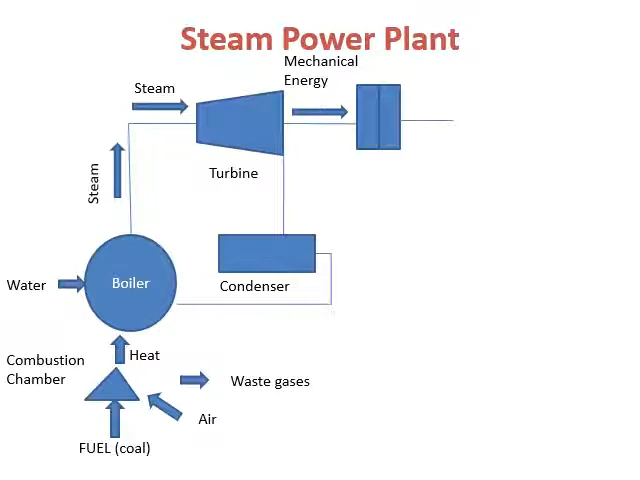 Steam Power Plant
Mechanical
Energy
Steam
Turbine
Steam
Water
Boiler
Condenser
Heat
Combustion
Chamber
Waste gases
Air
FUEL (coal)